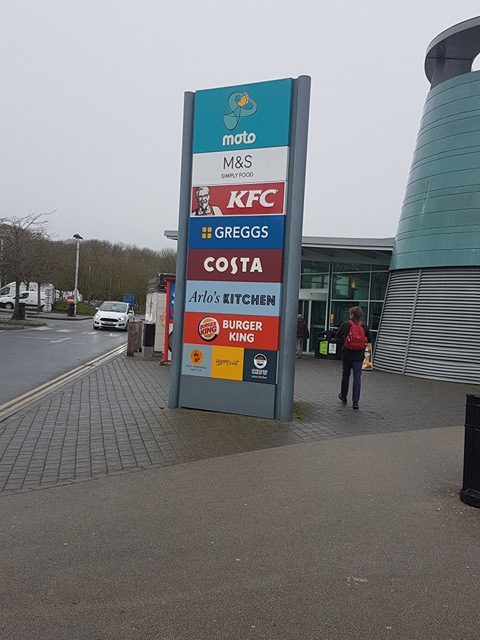 moto
M&S
SIMPLY FOOD
KFC
GREGGS
COSTA
Arlo's KITCHEN
BURGER KING
BURGER
KING